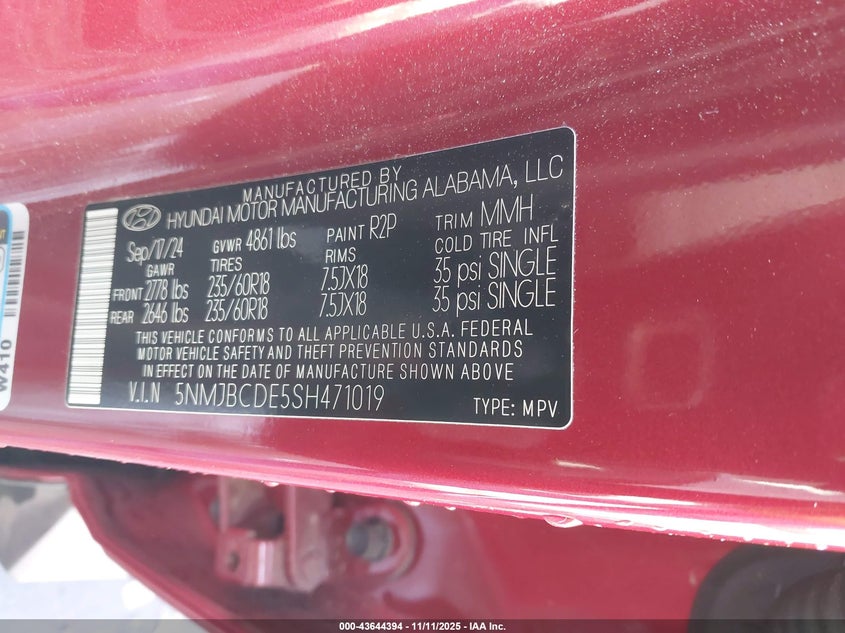 MANUFACTURED BY
HYUNDAI MOTOR MANUFACTURING ALABAMA, LLC
Sep/17/24 GVWR 4861 lbs PAINT R2P TRIM MMH
GAWR TIRES RIMS COLD TIRE INFL
FRONT 2778 lbs 235/60R18 7.5JX18 35 psi SINGLE
REAR 2646 lbs 235/60R18 7.5JX18 35 psi SINGLE
THIS VEHICLE CONFORMS TO ALL APPLICABLE U.S.A. FEDERAL
MOTOR VEHICLE SAFETY AND THEFT PREVENTION STANDARDS
IN EFFECT ON THE DATE OF MANUFACTURE SHOWN ABOVE
V.I.N 5NMJBCDE5SH471019 TYPE: MPV
W410
000-43644394 - 11/11/2025 - IAA Inc.